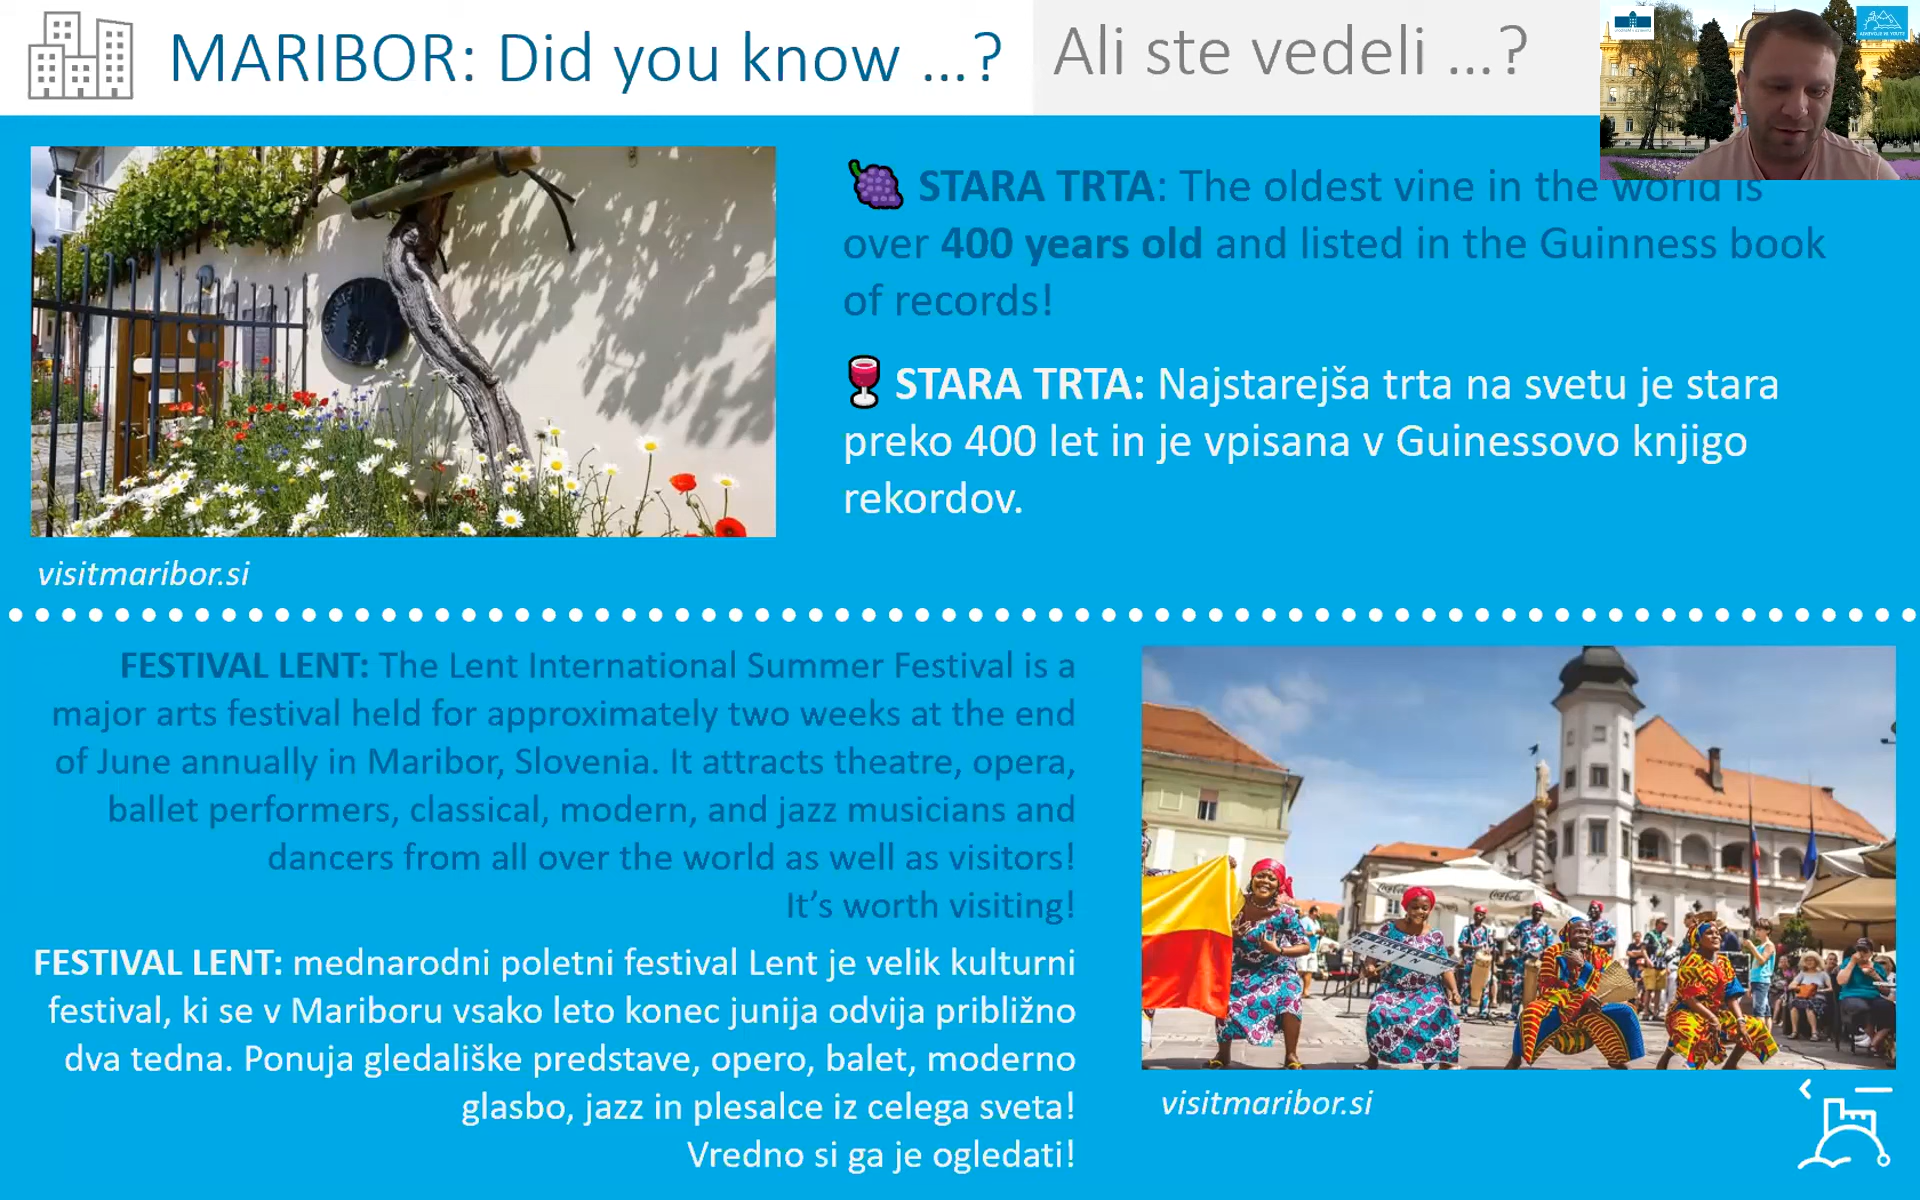 MARIBOR: Did you know ...?
Ali ste vedeli ...?
STARA TRTA: The oldest vine in the world is
over 400 years old and listed in the Guinness book
of records!
STARA TRTA: Najstarejša trta na svetu je stara
preko 400 let in je vpisana v Guinessovo knjigo
rekordov.
visitmaribor.si
FESTIVAL LENT: The Lent International Summer Festival is a
major arts festival held for approximately two weeks at the end
of June annually in Maribor, Slovenia. It attracts theatre, opera,
ballet performers, classical, modern, and jazz musicians and
dancers from all over the world as well as visitors!
It’s worth visiting!
FESTIVAL LENT: mednarodni poletni festival Lent je velik kulturni
festival, ki se v Mariboru vsako leto konec junija odvija približno
dva tedna. Ponuja gledališke predstave, opero, balet, moderno
glasbo, jazz in plesalce iz celega sveta!
Vredno si ga je ogledati!
Coca-Cola
BENIN
visitmaribor.si